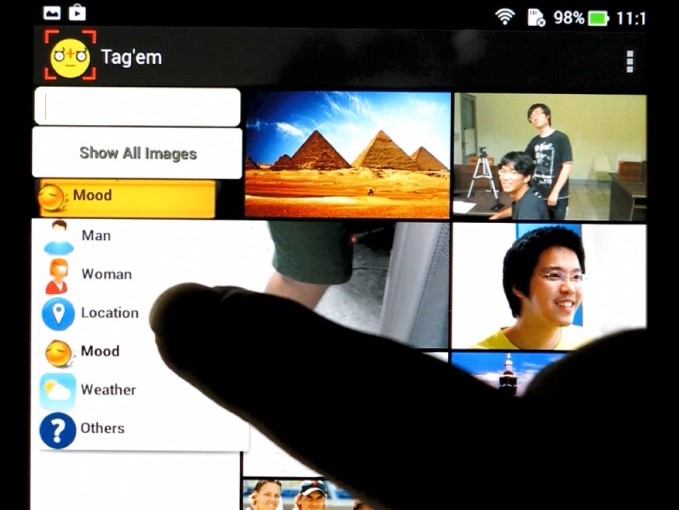 98% 11:1
Tag'em
Show All Images
Mood
Man
Woman
Location
Mood
Weather
Others